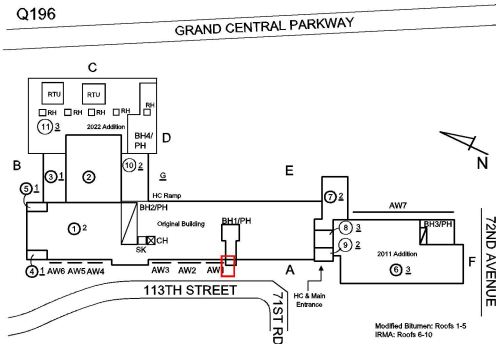 Q196
GRAND CENTRAL PARKWAY
C
RTU RTU
RH RH RH RH RH
11 3
2022 Addition
BH4/
PH
D
B
3 1
2
10 2
G
5 1
HC Ramp
E
7 2
AW7
BH2/PH
Original Building
BH1/PH
8 3
BH3/PH
1 2
SK CH
9 2
2011 Addition
F
4 1
AW6 AW5 AW4
AW3 AW2 AW1
A
6 3
HC & Main
Entrance
113TH STREET
71ST RD
72ND AVENUE
N
Modified Bitumen: Roofs 1-5
IRMA: Roofs 6-10